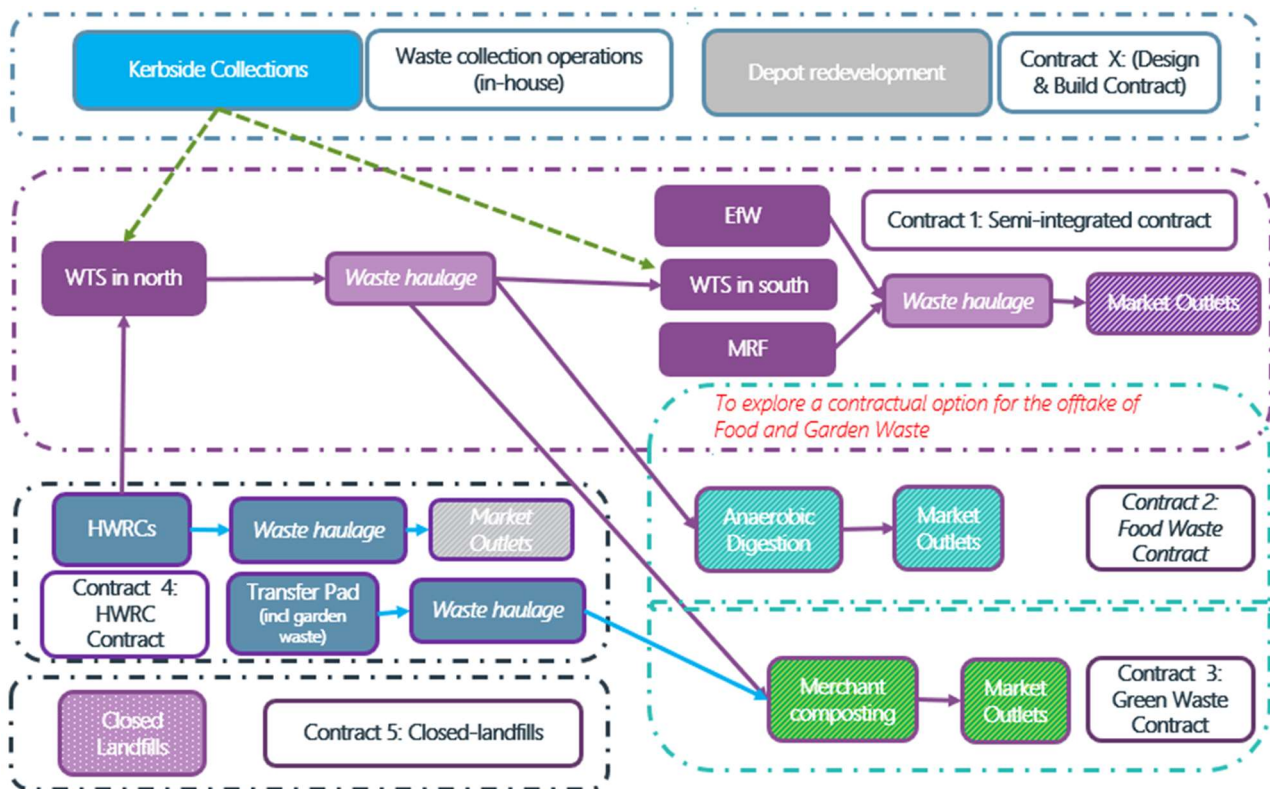 Kerbside Collections
Waste collection operations
(in-house)
Depot redevelopment
Contract X: (Design
& Build Contract)
EfW
Contract 1: Semi-integrated contract
WTS in north
Waste haulage
WTS in south
Waste haulage
Market Outlets
MRF
To explore a contractual option for the offtake of
Food and Garden Waste
HWRCs
Waste haulage
Market
Outlets
Anaerobic
Digestion
Market
Outlets
Contract 2:
Food Waste
Contract
Contract 4:
HWRC
Contract
Transfer Pad
(incl garden
waste)
Waste haulage
Merchant
composting
Market
Outlets
Contract 3:
Green Waste
Contract
Closed
Landfills
Contract 5: Closed-landfills